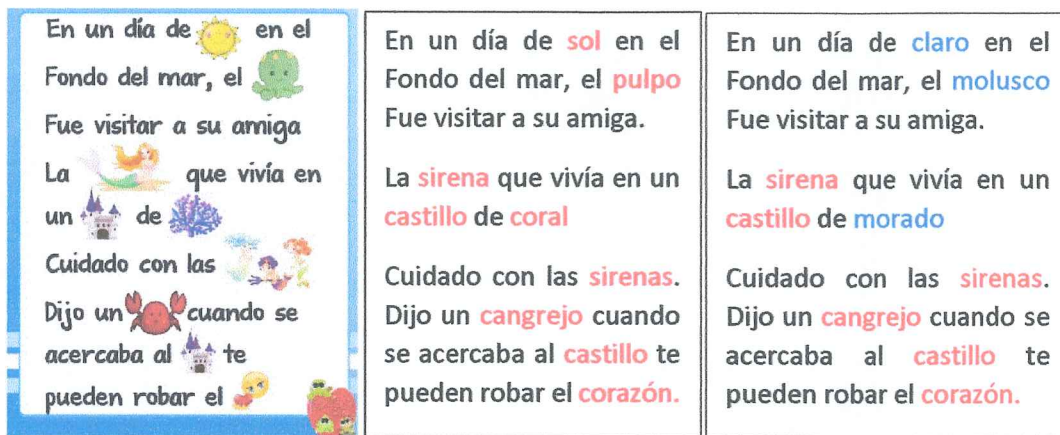 En un día de en el
Fondo del mar, el
Fue visitar a su amiga
La que vivía en
un de
Cuidado con las
Dijo un cuando se
acercaba al te
pueden robar el
En un día de sol en el
Fondo del mar, el pulpo
Fue visitar a su amiga.
La sirena que vivía en un
castillo de coral
Cuidado con las sirenas.
Dijo un cangrejo cuando
se acercaba al castillo te
pueden robar el corazón.
En un día de claro en el
Fondo del mar, el molusco
Fue visitar a su amiga.
La sirena que vivía en un
castillo de morado
Cuidado con las sirenas.
Dijo un cangrejo cuando se
acercaba al castillo te
pueden robar el corazón.